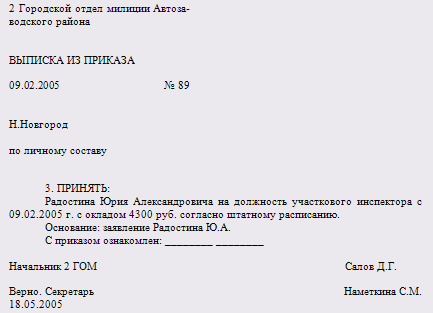 2 Городской отдел милиции Автоза-
водского района
ВЫПИСКА ИЗ ПРИКАЗА
09.02.2005 № 89
Н.Новгород
по личному составу
3. ПРИНЯТЬ:
Радостина Юрия Александровича на должность участкового инспектора с
09.02.2005 г. с окладом 4300 руб. согласно штатному расписанию.
Основание: заявление Радостина Ю.А.
С приказом ознакомлен: ________ ________
Начальник 2 ГОМ Салов Д.Г.
Верно. Секретарь Наметкина С.М.
18.05.2005